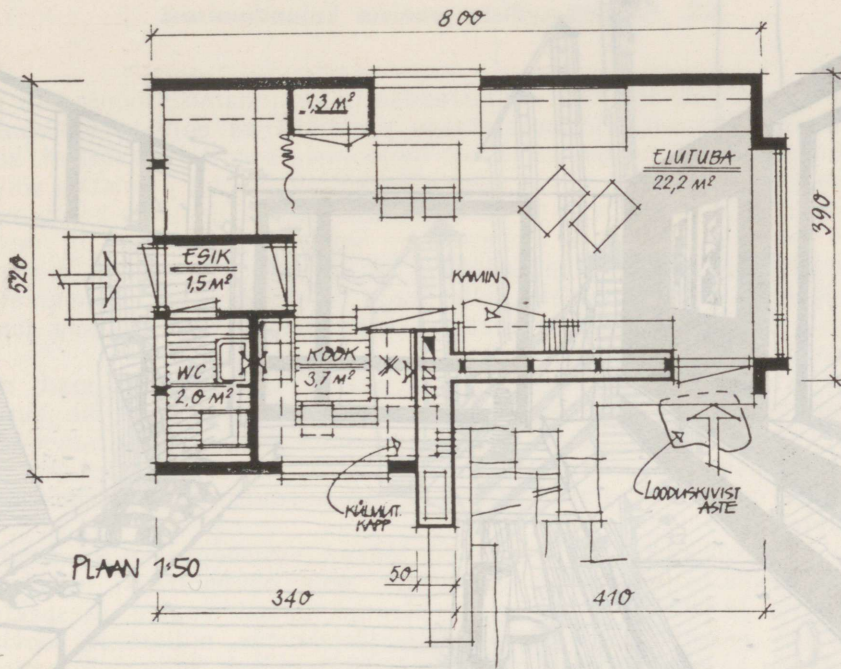 800
1,3 M²
ELUTUBA
22,2 M²
390
520
ESIK
1,5 M²
KAMIN
WC
2,0 M²
KÖÖK
3,7 M²
KÜLMUT.
KAPP
LOODUSKIVIST
ASTE
PLAAN 1:50
50
340
410